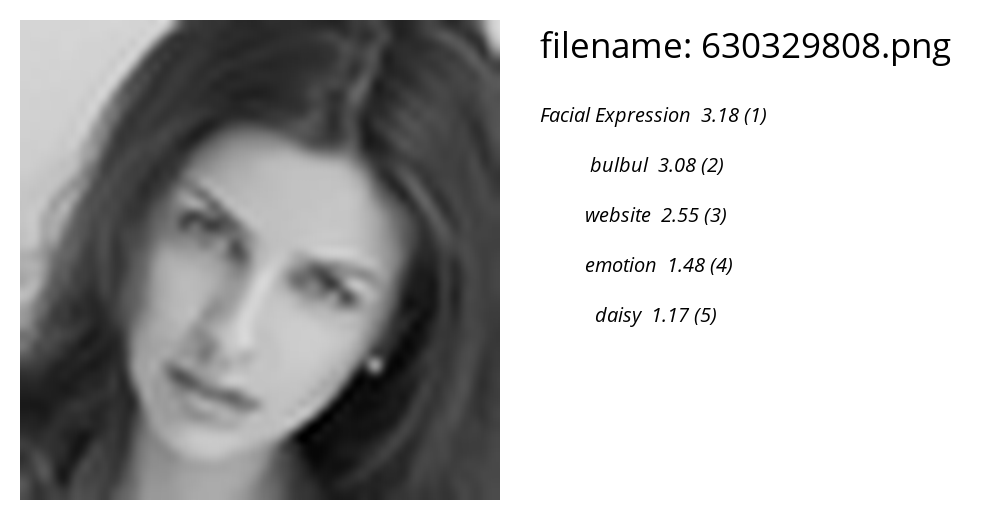 filename: 630329808.png
Facial Expression 3.18 (1)
bulbul 3.08 (2)
website 2.55 (3)
emotion 1.48 (4)
daisy 1.17 (5)